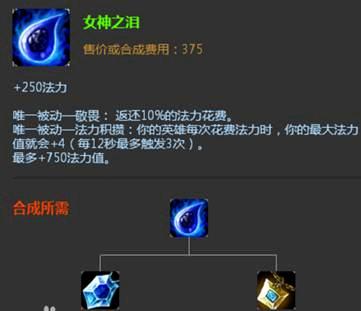 女神之泪
售价或合成费用：375
+250法力
唯一被动—敬畏： 返还10%的法力花费。
唯一被动—法力积攒：你的英雄每次花费法力时，你的最大法力
值就会+4（每12秒最多触发3次）。
最多+750法力值。
合成所需